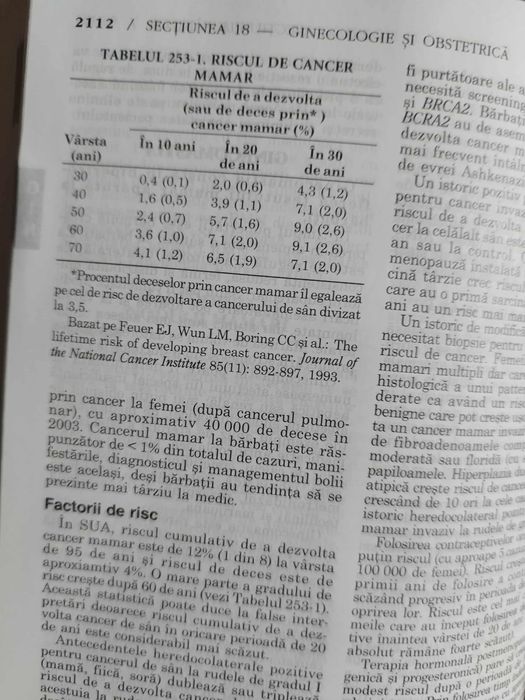 2112 / SECȚIUNEA 18 — GINECOLOGIE ȘI OBSTETRICĂ
TABELUL 253-1. RISCUL DE CANCER
MAMAR
Riscul de a dezvolta
(sau de deces prin*)
cancer mamar (%)
Vârsta (ani) În 10 ani În 20 de ani În 30 de ani
30 0,4 (0,1) 2,0 (0,6) 4,3 (1,2)
40 1,6 (0,5) 3,9 (1,1) 7,1 (2,0)
50 2,4 (0,7) 5,7 (1,6) 9,0 (2,6)
60 3,6 (1,0) 7,1 (2,0) 9,1 (2,6)
70 4,1 (1,2) 6,5 (1,9) 7,1 (2,0)
*Procentul deceselor prin cancer mamar îl egalează
pe cel de risc de dezvoltare a cancerului de sân divizat
la 3,5.
Bazat pe Feuer EJ, Wun LM, Boring CC și al.: The
lifetime risk of developing breast cancer. Journal of
the National Cancer Institute 85(11): 892-897, 1993.
prin cancer la femei (după cancerul pulmo-
nar), cu aproximativ 40 000 de decese în
2003. Cancerul mamar la bărbați este răs-
punzător de < 1% din totalul de cazuri, mani-
festările, diagnosticul și managementul bolii
este același, deși bărbații au tendința să se
prezinte mai târziu la medic.
Factorii de risc
În SUA, riscul cumulativ de a dezvolta
cancer mamar este de 12% (1 din 8) la vârsta
de 95 de ani și riscul de deces este de
aproxiamtiv 4%. O mare parte a gradului de
risc crește după 60 de ani (vezi Tabelul 253-1).
Această statistică poate duce la false inter-
pretări deoarece riscul cumulativ de a dez-
volta cancer de sân în oricare perioadă de 20
de ani este considerabil mai scăzut.
Antecedentele heredocolaterale pozitive
pentru cancerul de sân la rudele de gradul I
(mamă, fiică, soră) dublează sau triplează
riscul de a dezvolta
acestuia la
fi purtătoare ale
necesită screening
și BRCA2. Bărbați
BCRA2 au de asem
dezvolta cancer m
mai frecvent întâln
de evrei Ashkenazi
Un istoric pozitiv
pentru cancer inva
riscul de a dezvolta
cer la celălalt sân este
an sau la control.
menopauză instalată
cină târzie cresc riscul
care au o primă sarcin
ani au un risc mai ma
Un istoric de modific
necesitat biopsie pentru
riscul de cancer. Femei
mamari multipli dar
histologică a unui patte
derate ca având un ris
benigne care pot crește
ta un cancer mamar inva
de fibroadenoamele com
moderată sau floridă (cu
papiloamele. Hiperplazia
atipică crește riscul de cancer
crescând de 10 ori la cele
istoric heredocolateral pozit
mamar invaziv la rudele de
Folosirea contraceptivelor
puțin riscul (cu aproape 5 cazu
100 000 de femei). Riscul crește
primii ani de folosire a
scăzând progresiv în perioada
oprirea lor. Riscul este cel mai
meile care au început folosirea
tive înaintea vârstei de 20 de ani
absolut rămâne foarte scăzut).
Terapia hormonală postmenop
genică și progesteronică) pare să
modest riscul după o perioad